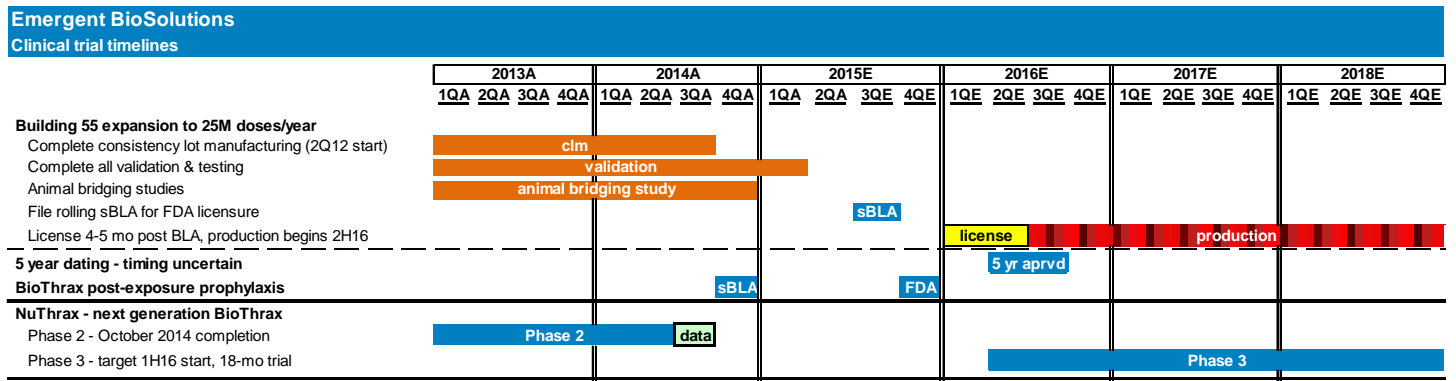 Emergent BioSolutions
Clinical trial timelines
2013A 2014A 2015E 2016E 2017E 2018E
1QA 2QA 3QA 4QA 1QA 2QA 3QA 4QA 1QA 2QA 3QE 4QE 1QE 2QE 3QE 4QE 1QE 2QE 3QE 4QE 1QE 2QE 3QE 4QE
Building 55 expansion to 25M doses/year
Complete consistency lot manufacturing (2Q12 start) clm
Complete all validation & testing validation
Animal bridging studies animal bridging study
File rolling sBLA for FDA licensure sBLA
License 4-5 mo post BLA, production begins 2H16 license production
5 year dating - timing uncertain 5 yr aprvd
BioThrax post-exposure prophylaxis sBLA FDA
NuThrax - next generation BioThrax
Phase 2 - October 2014 completion Phase 2 data
Phase 3 - target 1H16 start, 18-mo trial Phase 3